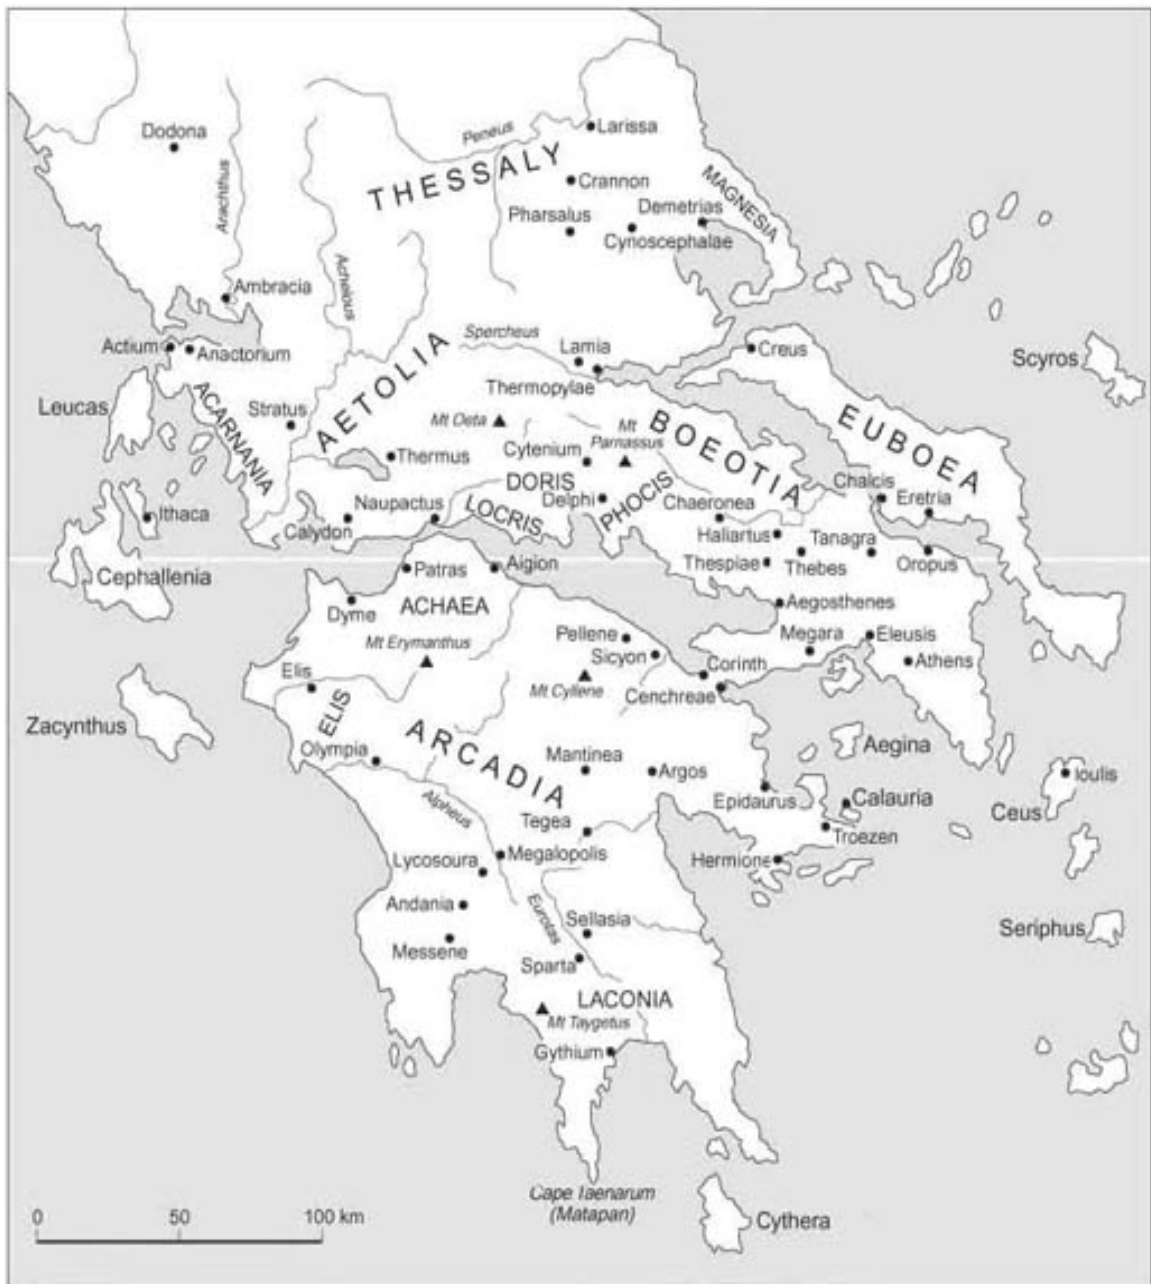 Dodona
Arachthus
Peneus
Larissa
THESSALY
Crannon
MAGNESIA
Pharsalus
Demetrias
Cynoscephalae
Achelous
Ambracia
Spercheus
Actium
Anactorium
Lamia
Creus
Scyros
Thermopylae
Leucas
ACARNANIA
Stratus
AETOLIA
Mt Oeta
Mt
Parnassus
BOEOTIA
EUBOEA
Thermus
Cytenium
DORIS
Chalcis
Eretria
Ithaca
Naupactus
LOCRIS
Delphi
PHOCIS
Chaeronea
Calydon
Haliartus
Tanagra
Thespiae
Thebes
Oropus
Cephallenia
Patras
Aigion
Dyme
ACHAEA
Aegosthenes
Mt Erymanthus
Pellene
Megara
Eleusis
Sicyon
Athens
Elis
Mt Cyllene
Corinth
Cenchreae
Zacynthus
ELIS
ARCADIA
Olympia
Mantinea
Argos
Aegina
Ioulis
Epidaurus
Calauria
Ceus
Alpheus
Tegea
Troezen
Megalopolis
Hermione
Lycosoura
Andania
Eurotas
Sellasia
Seriphus
Messene
Sparta
LACONIA
Mt Taygetus
Gythium
Cape Taenarum
(Matapan)
Cythera
0 50 100 km